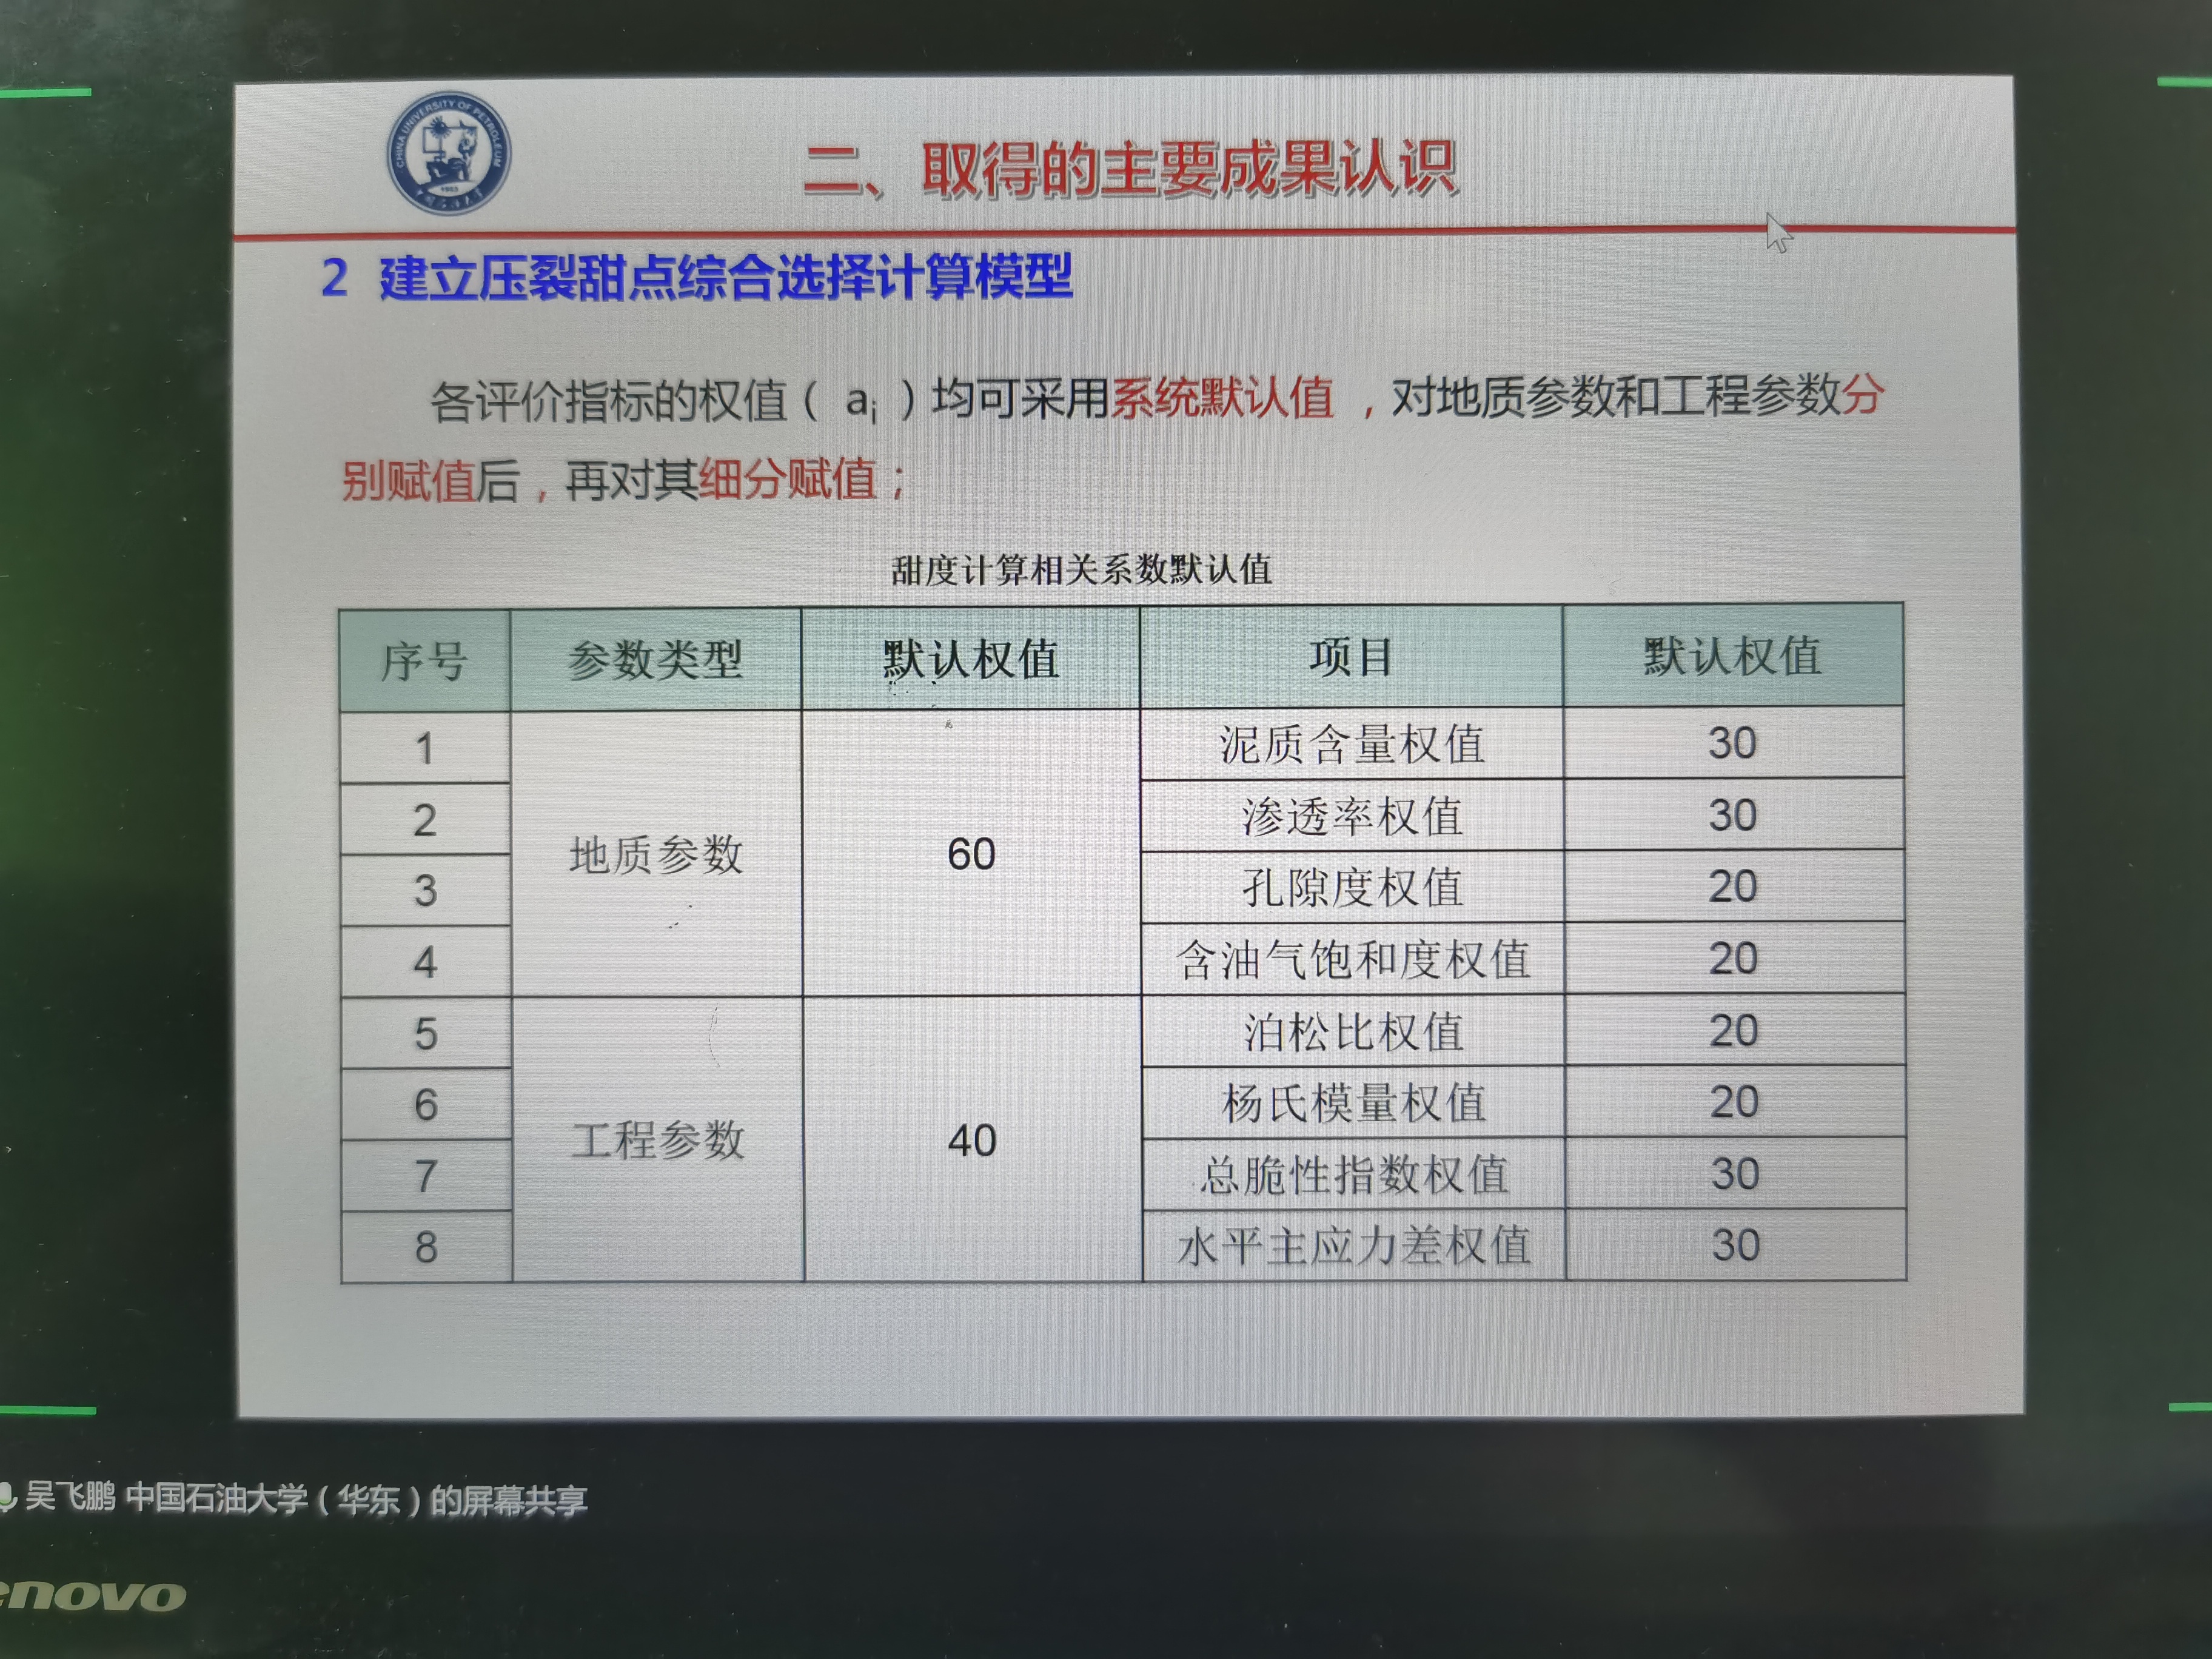 CHINA UNIVERSITY OF PETROLEUM
1953
二、取得的主要成果认识
2 建立压裂甜点综合选择计算模型
各评价指标的权值（ ai ）均可采用系统默认值，对地质参数和工程参数分
别赋值后，再对其细分赋值；
甜度计算相关系数默认值
序号 参数类型 默认权值 项目 默认权值
1 地质参数 60 泥质含量权值 30
2 渗透率权值 30
3 孔隙度权值 20
4 含油气饱和度权值 20
5 工程参数 40 泊松比权值 20
6 杨氏模量权值 20
7 总脆性指数权值 30
8 水平主应力差权值 30
吴飞鹏 中国石油大学（华东）的屏幕共享
enovo